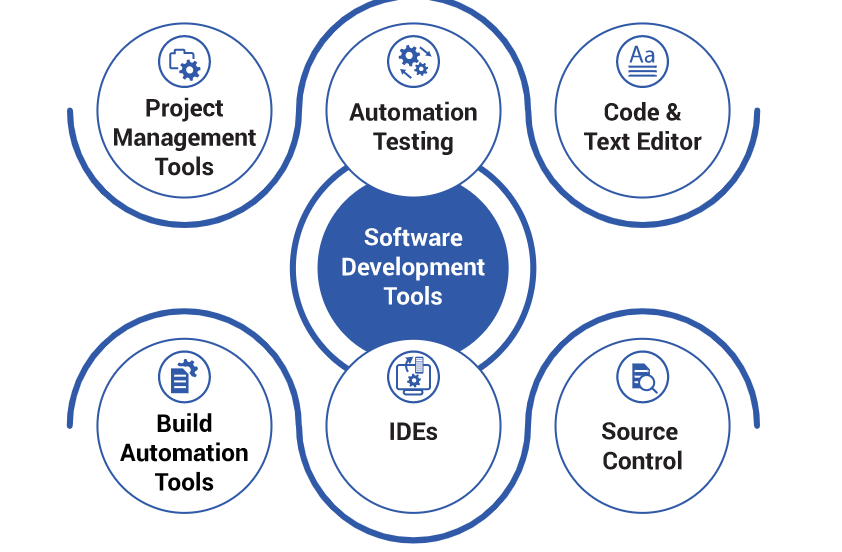 Project
Management
Tools
Automation
Testing
Aa
Code &
Text Editor
Software
Development
Tools
Build
Automation
Tools
IDEs
Source
Control